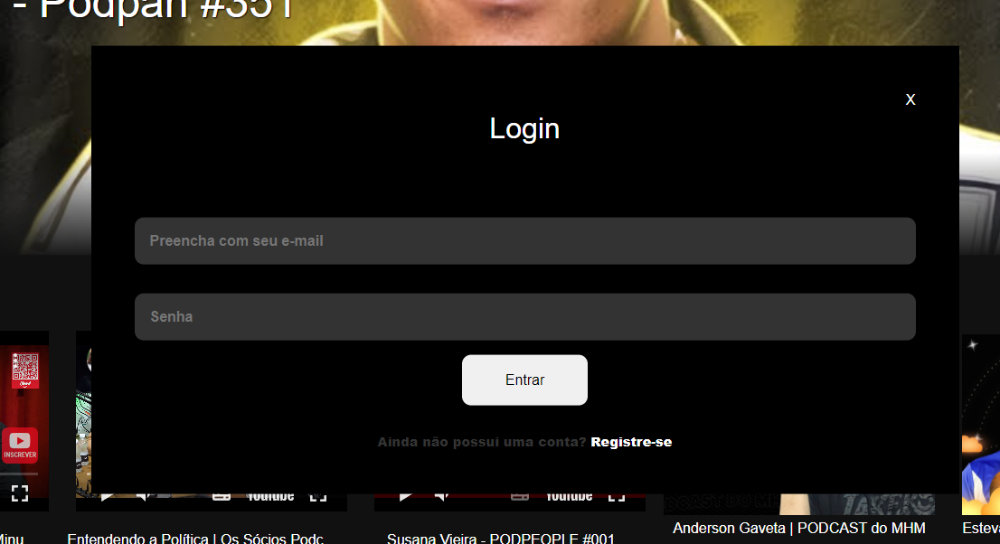 - Podpah #351
X
Login
Preencha com seu e-mail
Senha
Entrar
Ainda não possui uma conta? Registre-se
INSCREVER
YouTube
YouTube
Anderson Gaveta | PODCAST do MHM
Minu
Entendendo a Política | Os Sócios Podc
Susana Vieira - PODPEOPLE #001
Estev